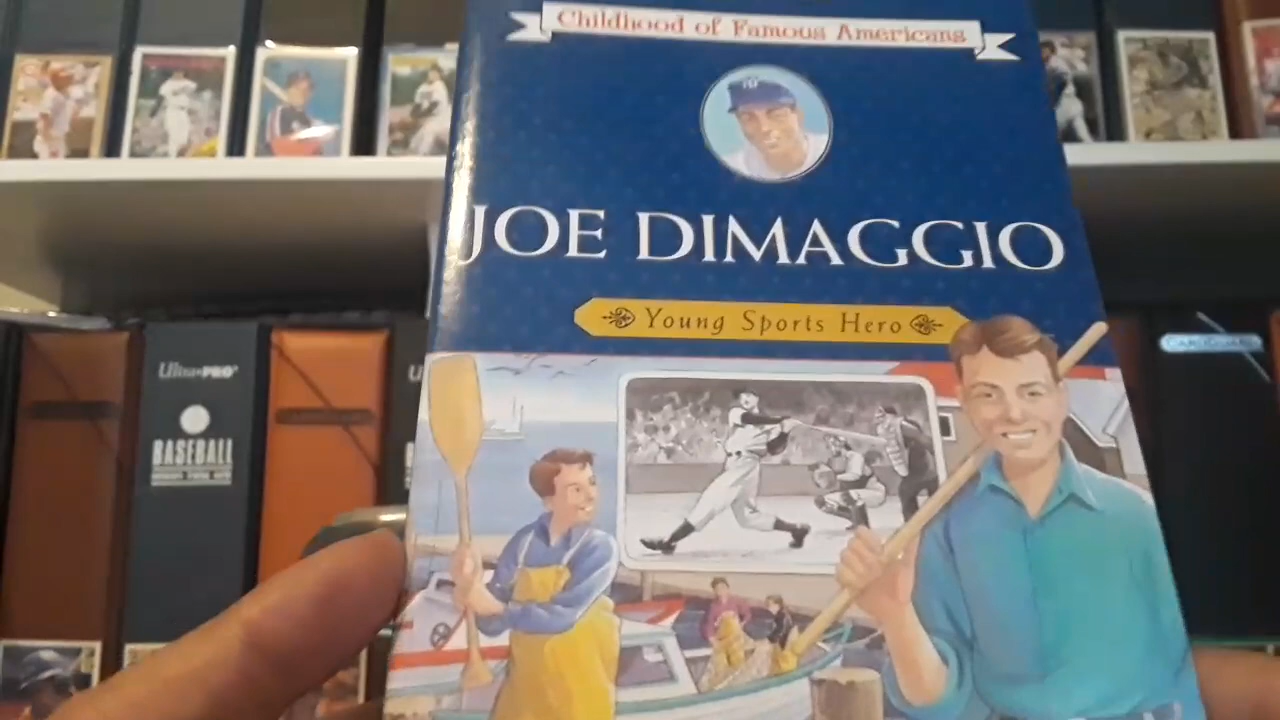 Childhood of Famous Americans
JOE DIMAGGIO
Young Sports Hero
Ultra•PRO
BASEBALL